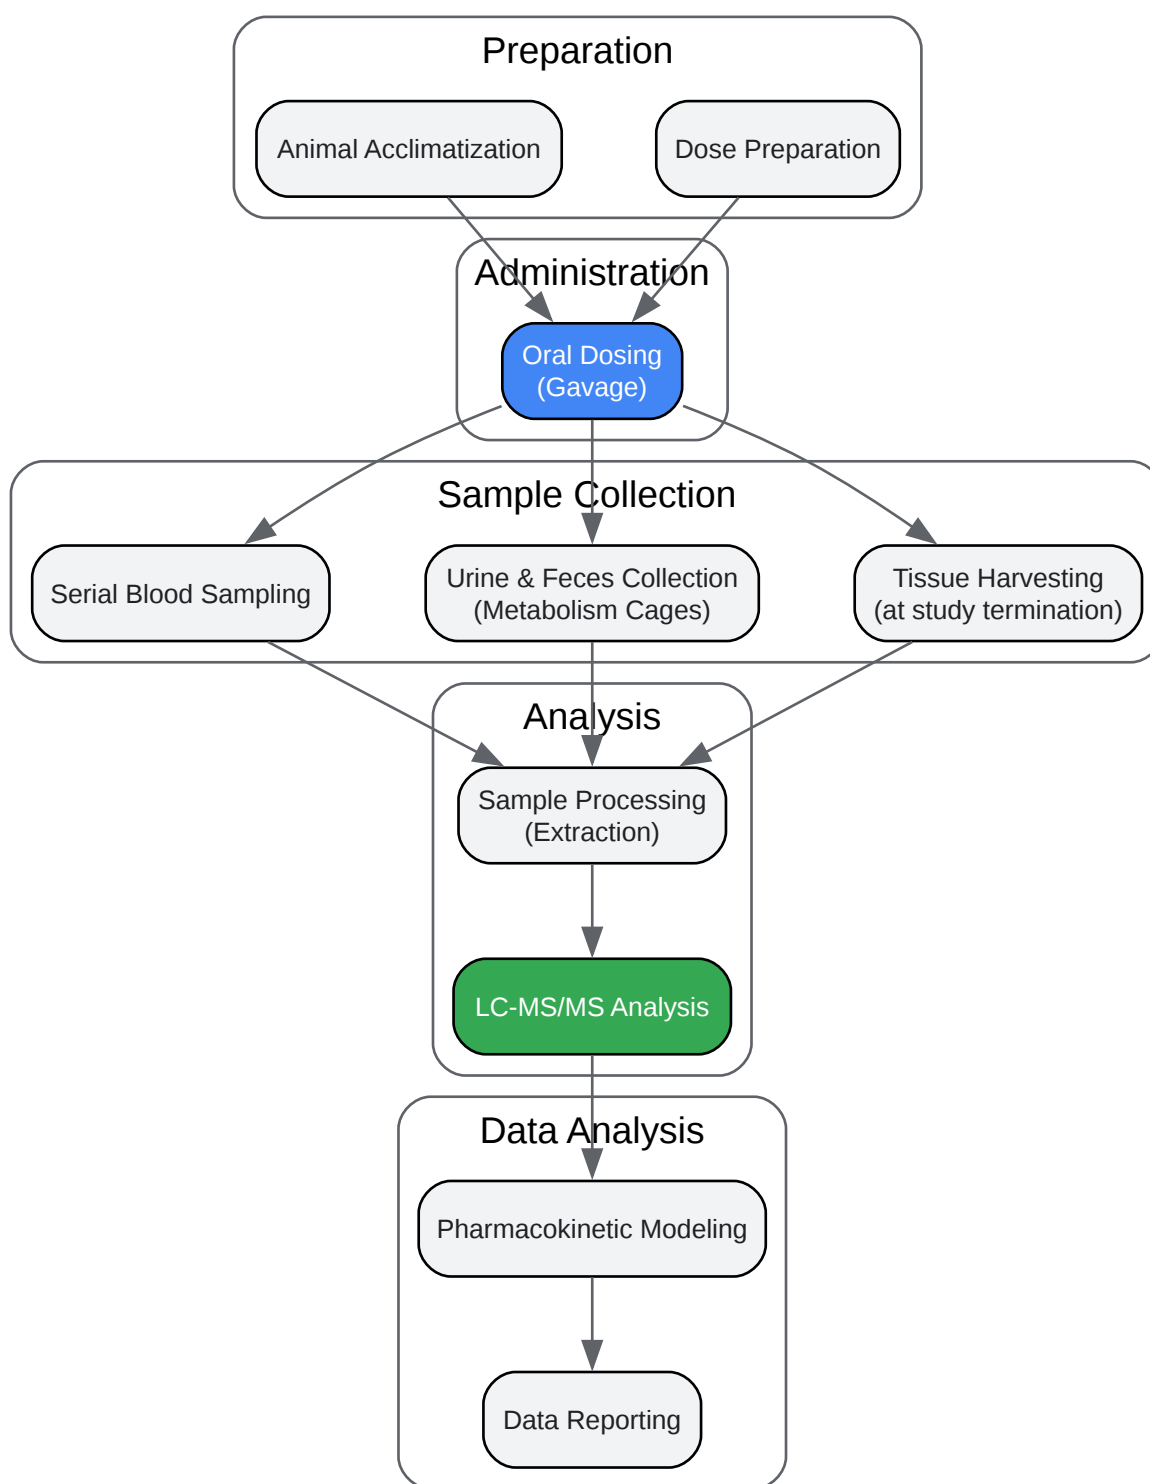 Preparation
Animal Acclimatization
Dose Preparation
Administration
Oral Dosing
(Gavage)
Sample Collection
Serial Blood Sampling
Urine & Feces Collection
(Metabolism Cages)
Tissue Harvesting
(at study termination)
Analysis
Sample Processing
(Extraction)
LC-MS/MS Analysis
Data Analysis
Pharmacokinetic Modeling
Data Reporting